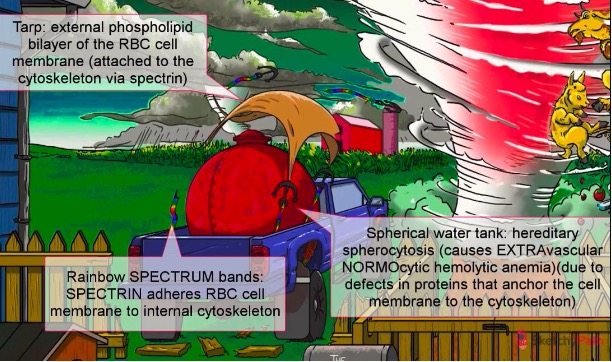 Tarp: external phospholipid
bilayer of the RBC cell
membrane (attached to the
cytoskeleton via spectrin)
Spherical water tank: hereditary
spherocytosis (causes EXTRAvascular
NORMOcytic hemolytic anemia)(due to
defects in proteins that anchor the cell
membrane to the cytoskeleton)
Rainbow SPECTRUM bands:
SPECTRIN adheres RBC cell
membrane to internal cytoskeleton